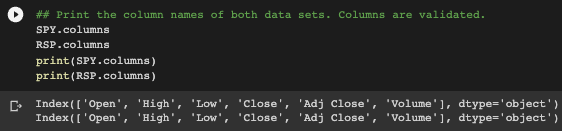 ## Print the column names of both data sets. Columns are validated.
SPY.columns
RSP.columns
print(SPY.columns)
print(RSP.columns)
Index(['Open', 'High', 'Low', 'Close', 'Adj Close', 'Volume'], dtype='object')
Index(['Open', 'High', 'Low', 'Close', 'Adj Close', 'Volume'], dtype='object')